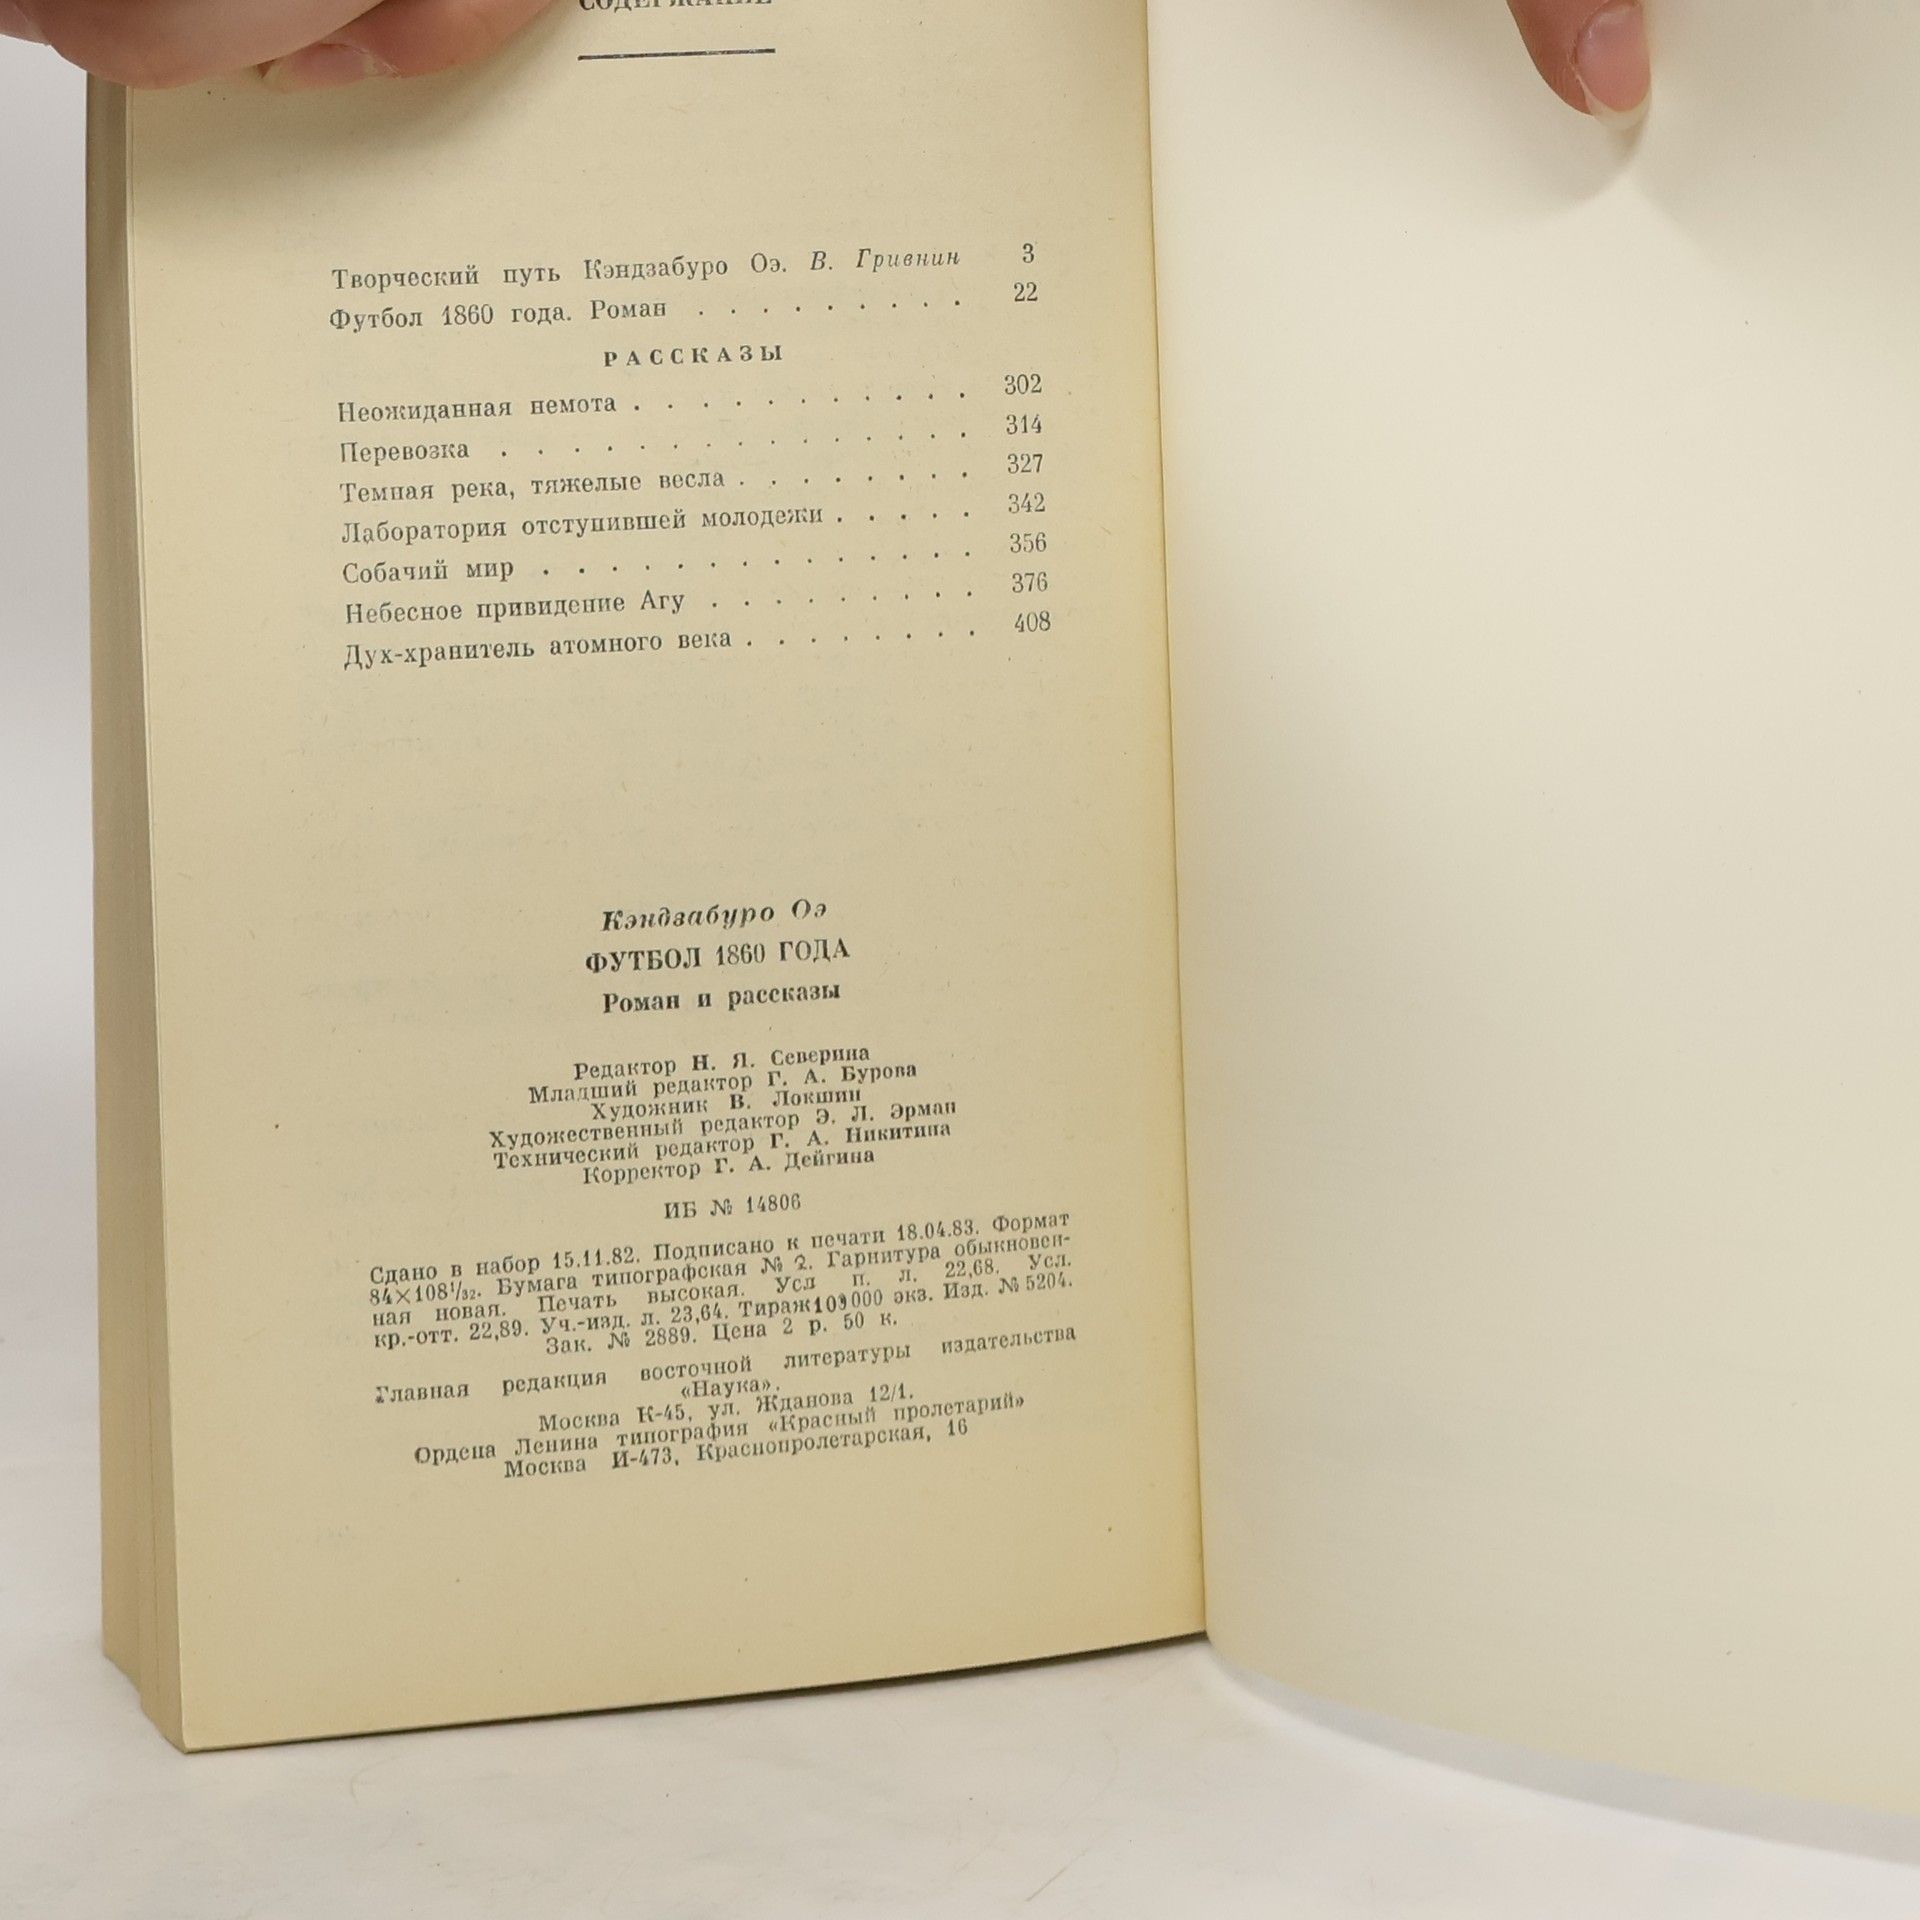 СОДЕРЖАНИЕ
Творческий путь Кэндзабуро Оэ. В. Гривнин 3
Футбол 1860 года. Роман . . . . . . . . . 22
РАССКАЗЫ
Неожиданная немота . . . . . . . . . . . 302
Перевозка . . . . . . . . . . . . . . . 314
Темная река, тяжелые весла . . . . . . . . 327
Лаборатория отступившей молодежи . . . . . 342
Собачий мир . . . . . . . . . . . . . . 356
Небесное привидение Агу . . . . . . . . . 376
Дух-хранитель атомного века . . . . . . . . 408
Кэндзабуро Оэ
ФУТБОЛ 1860 ГОДА
Роман и рассказы
Редактор Н. Я. Северина
Младший редактор Г. А. Бурова
Художник В. Локшин
Художественный редактор Э. Л. Эрман
Технический редактор Г. А. Никитина
Корректор Г. А. Дейгина
ИБ № 14806
Сдано в набор 15.11.82. Подписано к печати 18.04.83. Формат
84×108¹/₃₂. Бумага типографская № 2. Гарнитура обыкновен-
ная новая. Печать высокая. Усл п. л. 22,68. Усл.
кр.-отт. 22,89. Уч.-изд. л. 23,64. Тираж 000 экз. Изд. № 5204.
Зак. № 2889. Цена 2 р. 50 к.
Главная редакция восточной литературы издательства
«Наука».
Москва К-45, ул. Жданова 12/1.
Ордена Ленина типография «Красный пролетарий»
Москва И-473, Краснопролетарская, 16